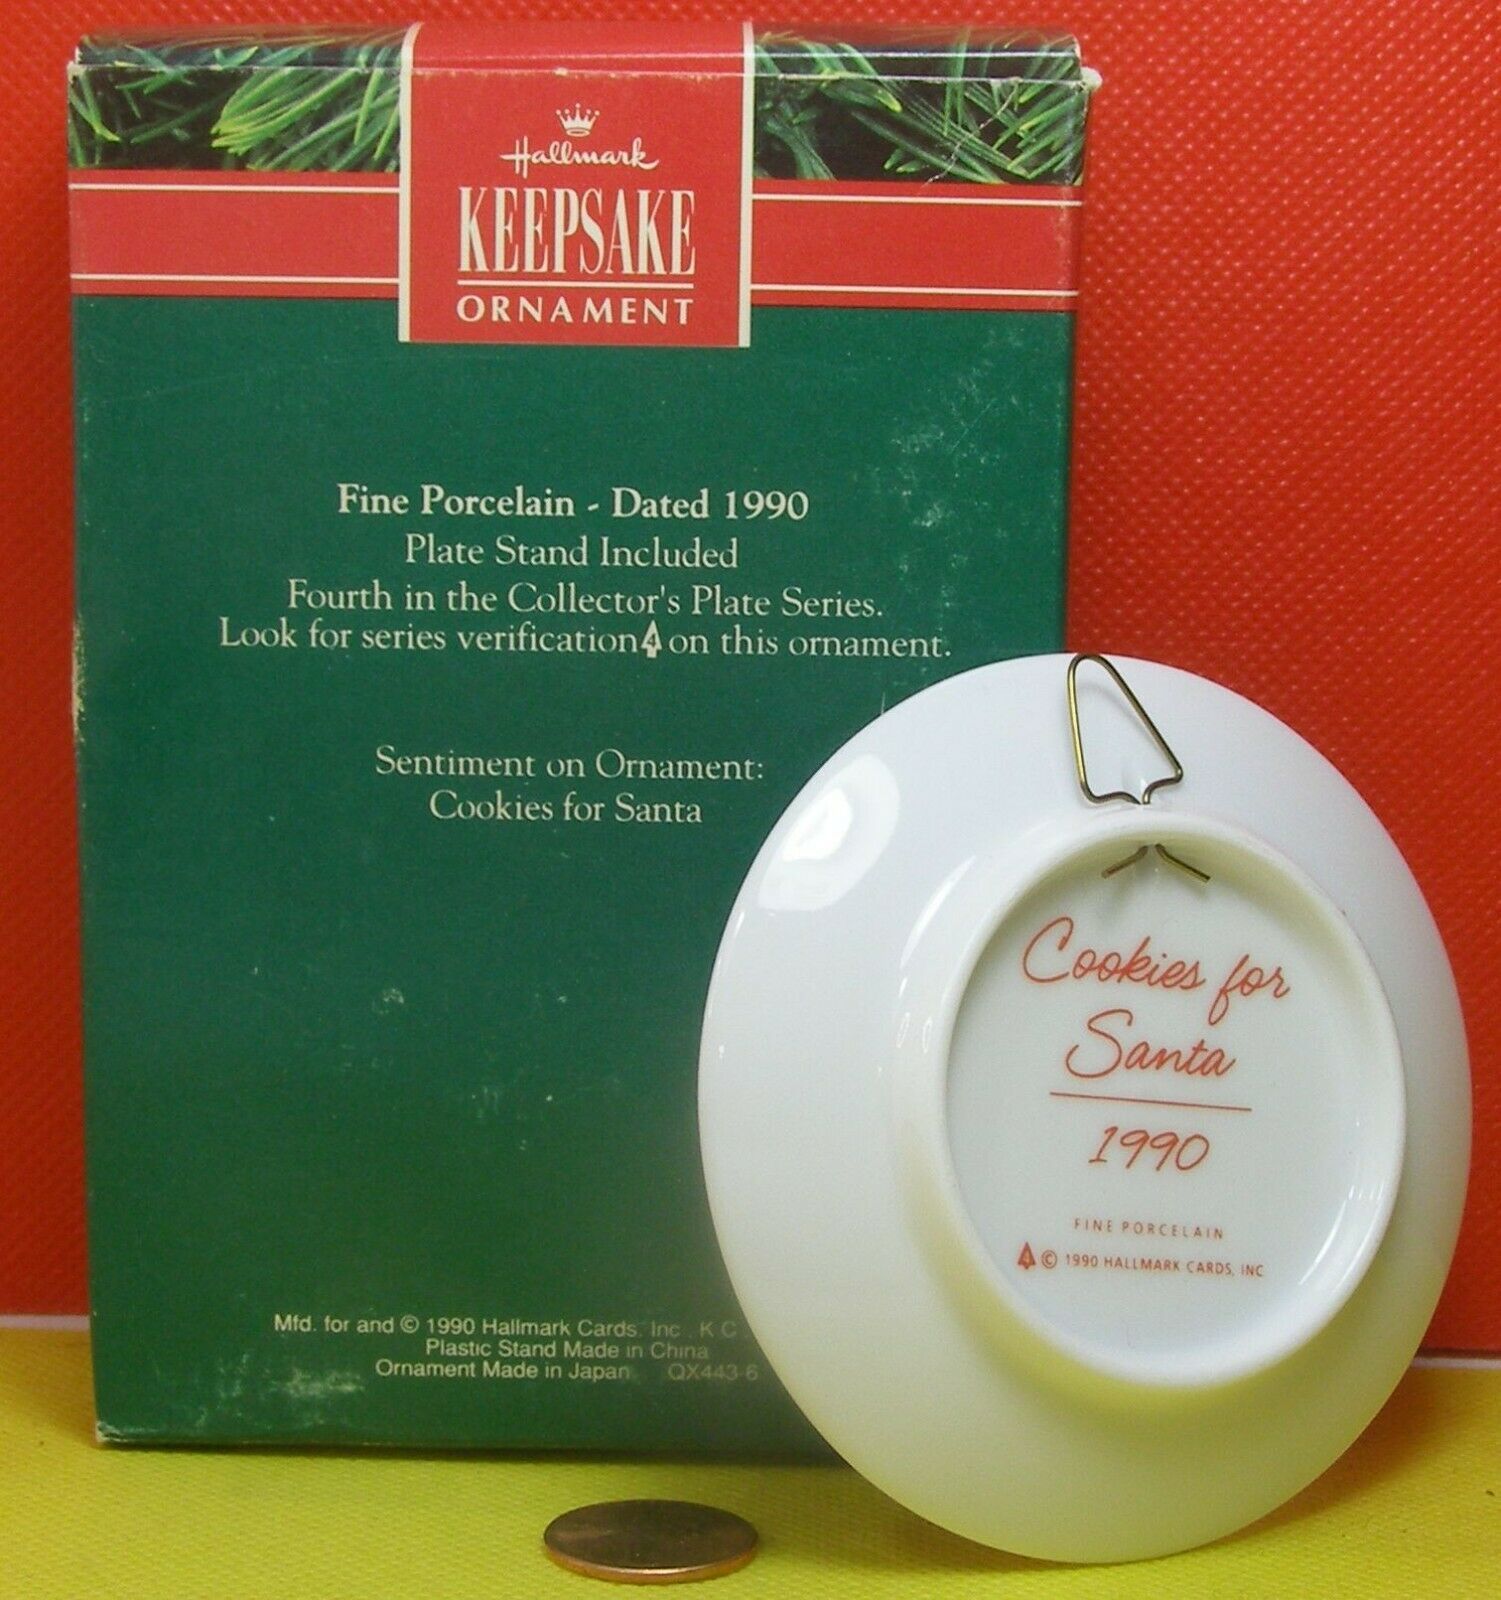 Hallmark
KEEPSAKE
ORNAMENT
Fine Porcelain - Dated 1990
Plate Stand Included
Fourth in the Collector's Plate Series.
Look for series verification 4 on this ornament.
Sentiment on Ornament:
Cookies for Santa
Mfd. for and © 1990 Hallmark Cards, Inc., K.C.
Plastic Stand Made in China
Ornament Made in Japan QX443-6
Cookies for
Santa
1990
FINE PORCELAIN
4 © 1990 HALLMARK CARDS, INC